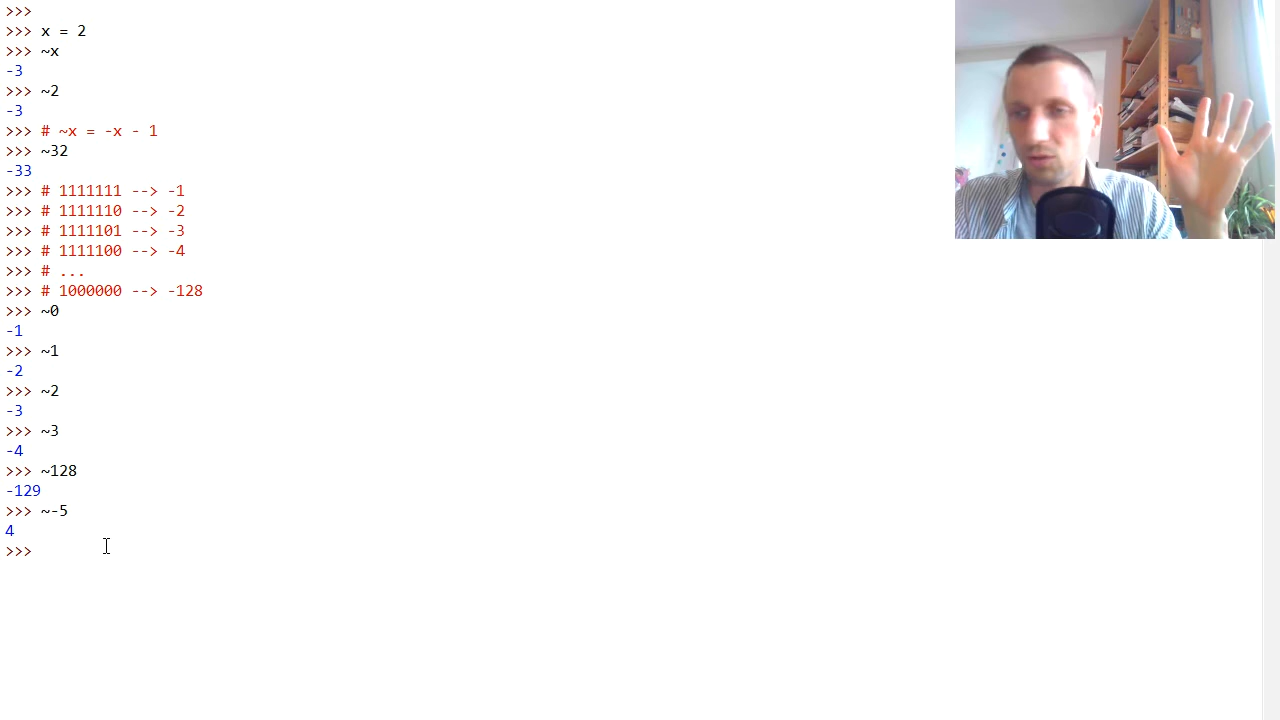 >>>
>>> x = 2
>>> ~x
-3
>>> ~2
-3
>>> # ~x = -x - 1
>>> ~32
-33
>>> # 1111111 --> -1
>>> # 1111110 --> -2
>>> # 1111101 --> -3
>>> # 1111100 --> -4
>>> # ...
>>> # 1000000 --> -128
>>> ~0
-1
>>> ~1
-2
>>> ~2
-3
>>> ~3
-4
>>> ~128
-129
>>> ~-5
4
>>>